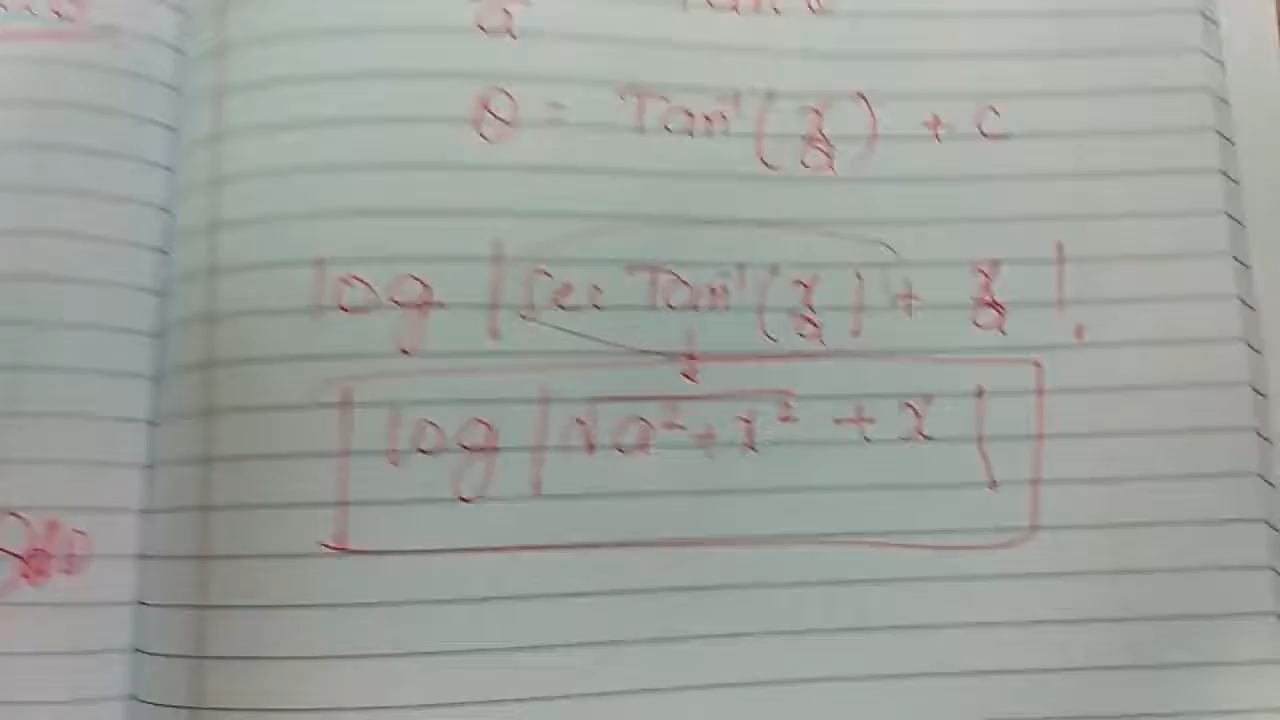 a
θ = Tan⁻¹(x/a) + c
log |sec Tan⁻¹(x/a) + x/a|.
log |√a²+x² + x|